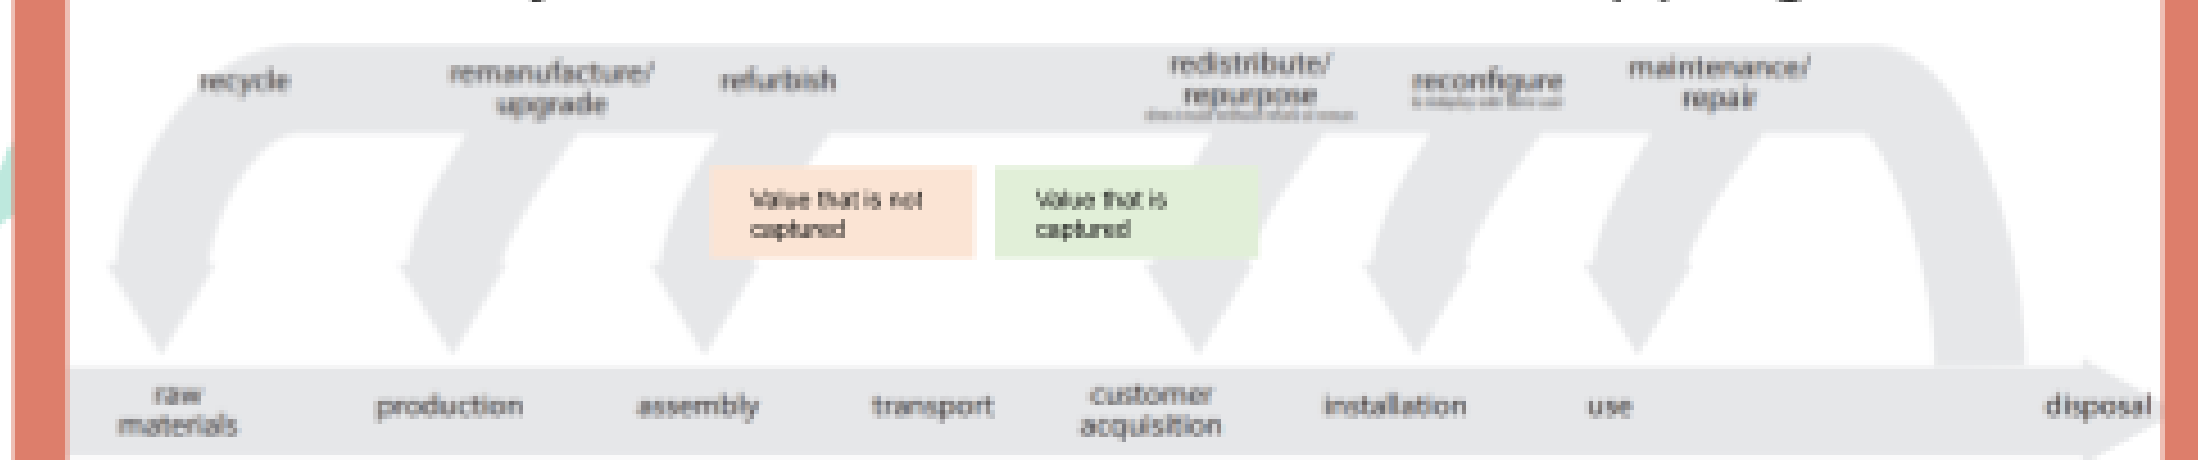 recycle
remanufacture/
upgrade
refurbish
redistribute/
repurpose
reconfigure
maintenance/
repair
Value that is not
captured
Value that is
captured
raw
materials
production
assembly
transport
customer
acquisition
installation
use
disposal